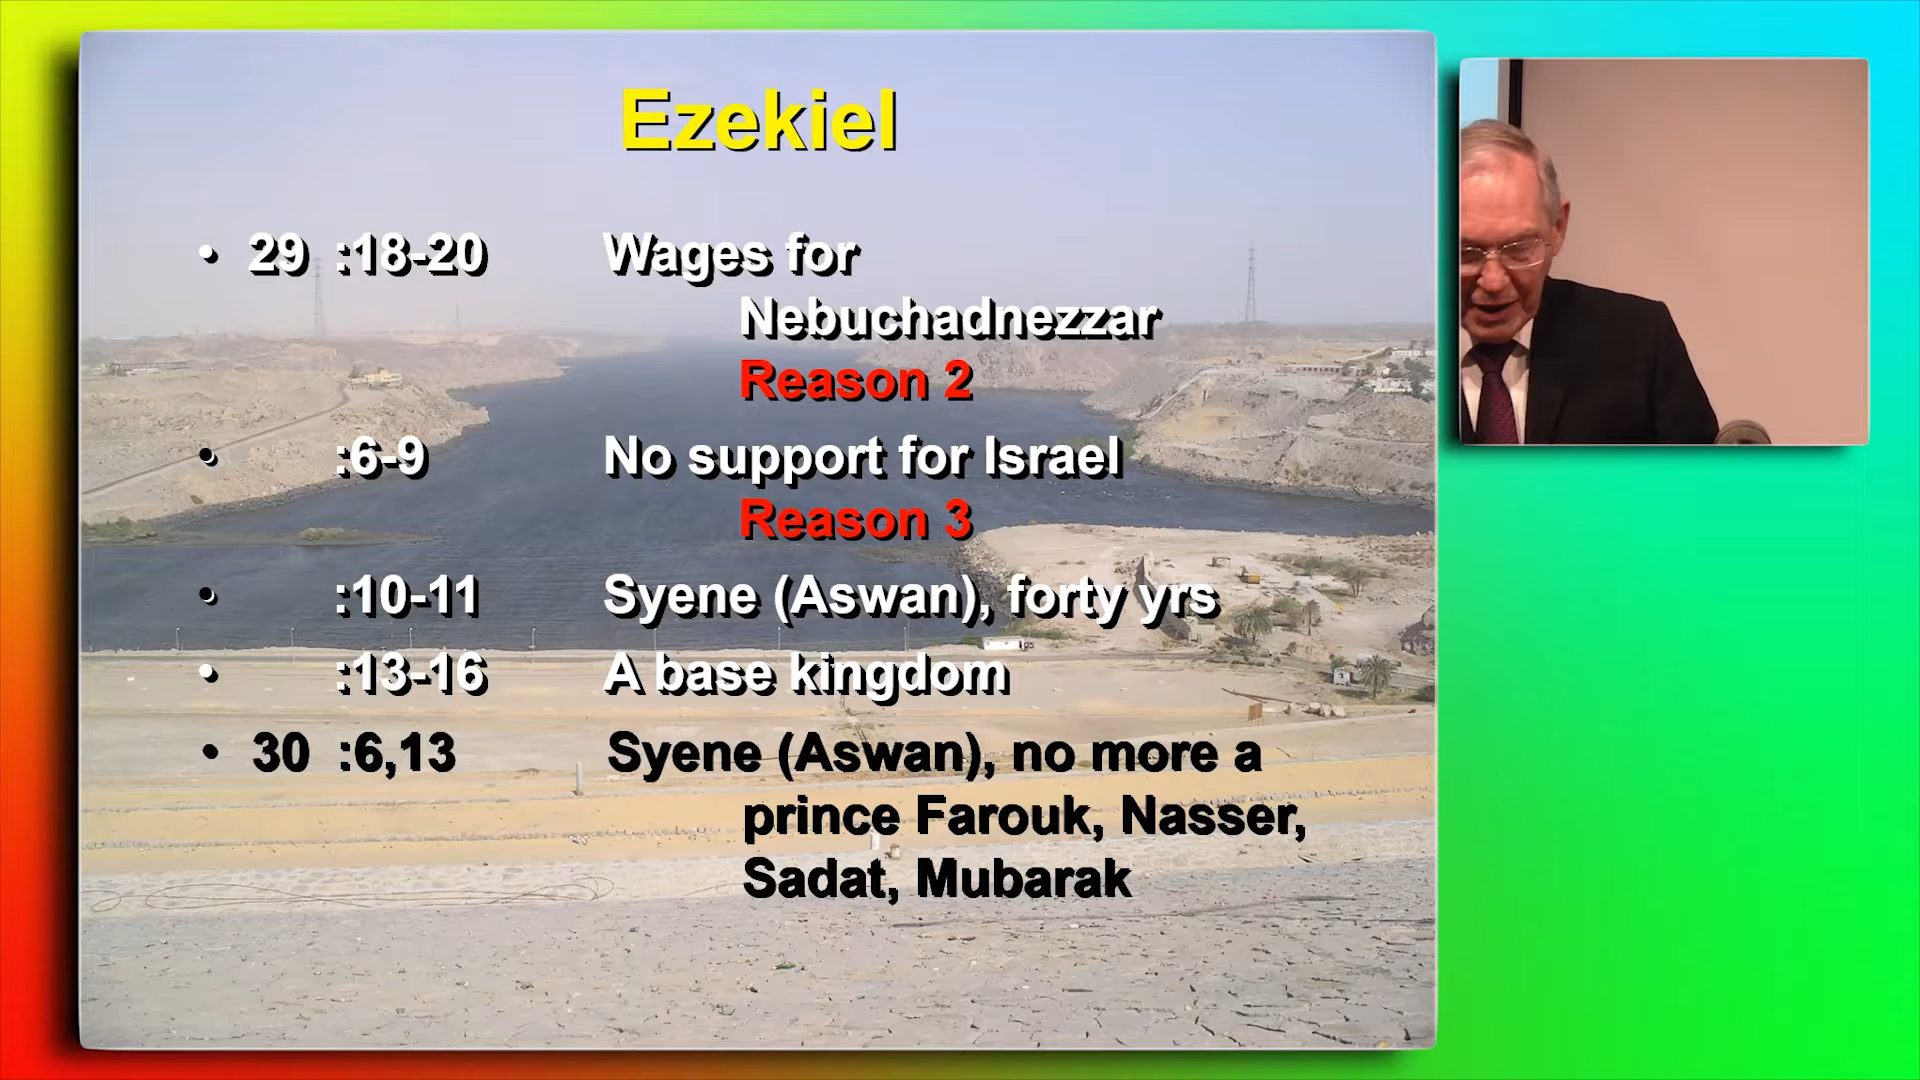 Ezekiel
• 29 :18-20 Wages for
Nebuchadnezzar
Reason 2
• :6-9 No support for Israel
Reason 3
• :10-11 Syene (Aswan), forty yrs
• :13-16 A base kingdom
• 30 :6,13 Syene (Aswan), no more a
prince Farouk, Nasser,
Sadat, Mubarak